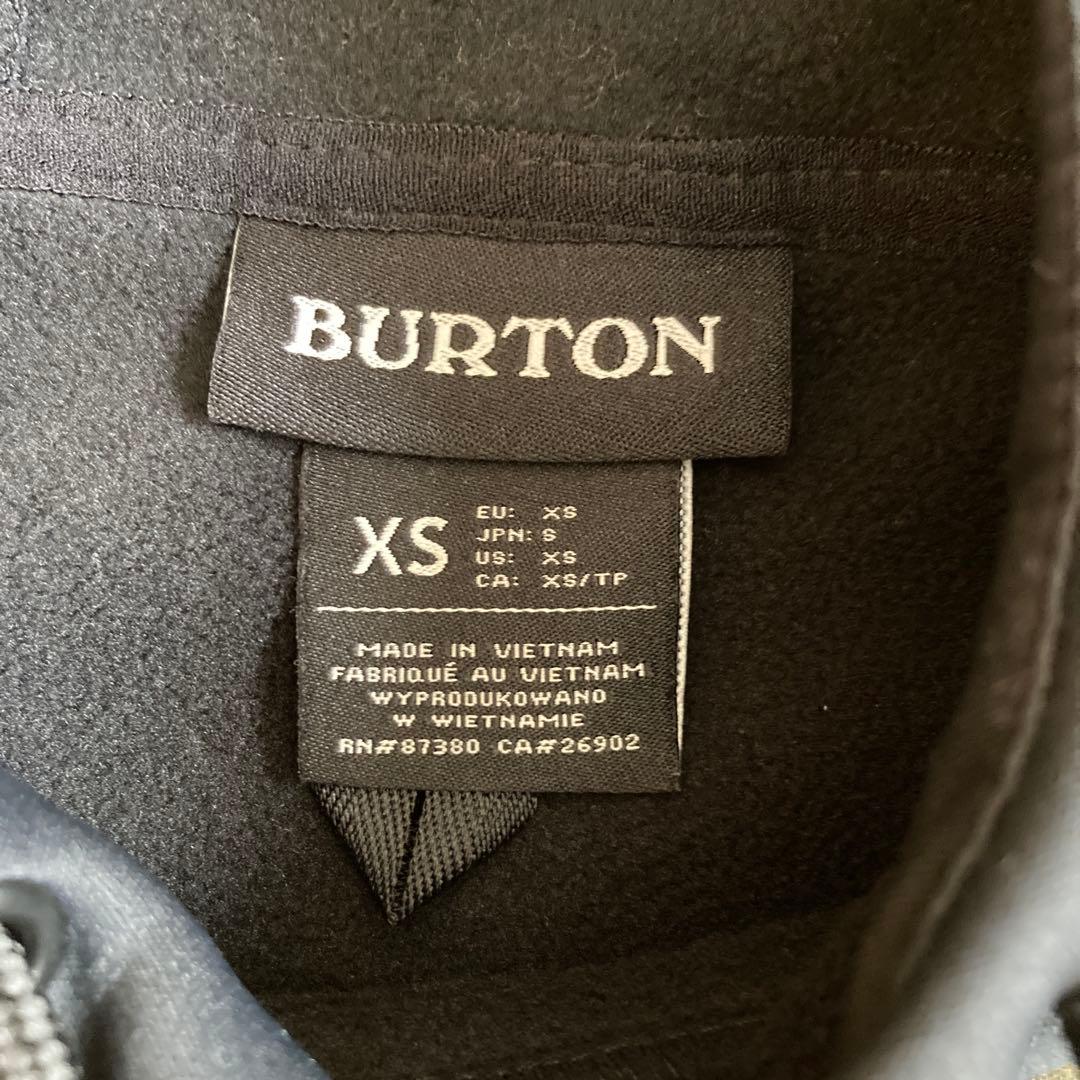 BURTON
XS
EU: XS
JPN: S
US: XS
CA: XS/TP
MADE IN VIETNAM
FABRIQUÉ AU VIETNAM
WYPRODUKOWANO
W WIETNAMIE
RN#87380 CA#26902